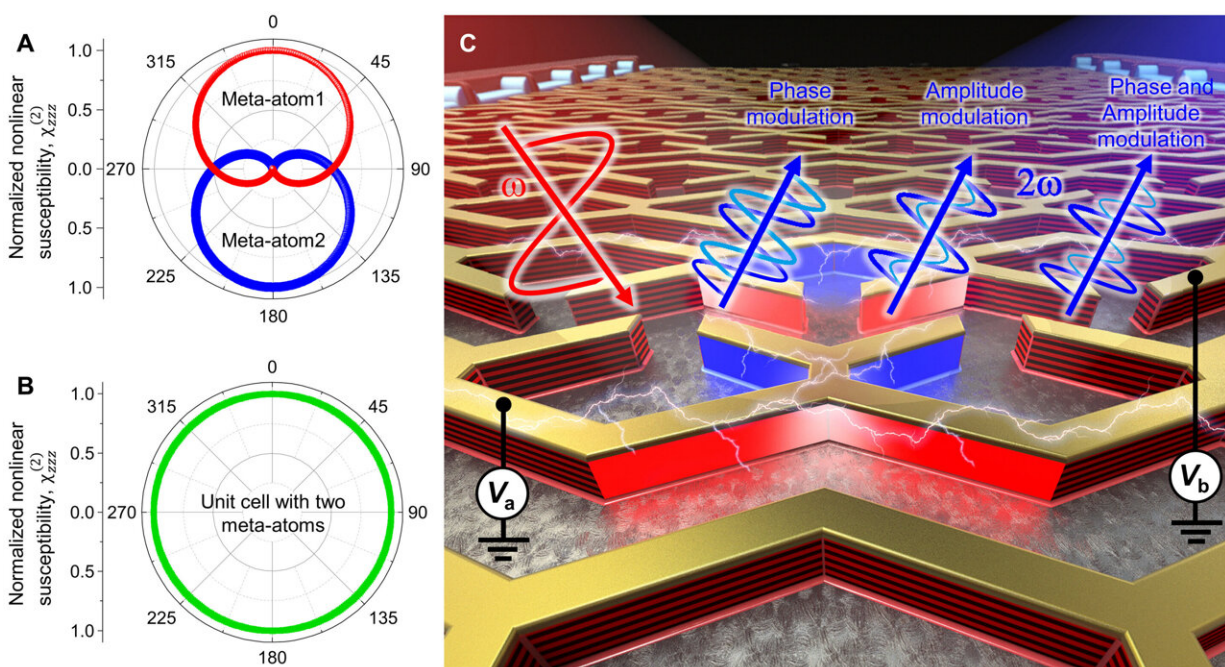 A
Normalized nonlinear
susceptibility, χ(2)zzz
1.0
0.5
0.0
0.5
1.0
0
45
90
135
180
225
270
315
Meta-atom1
Meta-atom2
B
Normalized nonlinear
susceptibility, χ(2)zzz
1.0
0.5
0.0
0.5
1.0
0
45
90
135
180
225
270
315
Unit cell with two
meta-atoms
C
Phase
modulation
Amplitude
modulation
Phase and
Amplitude
modulation
ω
2ω
Va
Vb